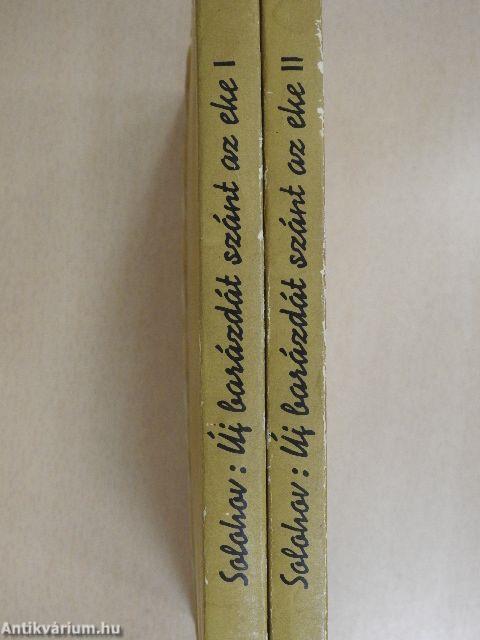 Solohov: Új barázdát szánt az eke I
Solohov: Új barázdát szánt az eke II
Antikvárium.hu